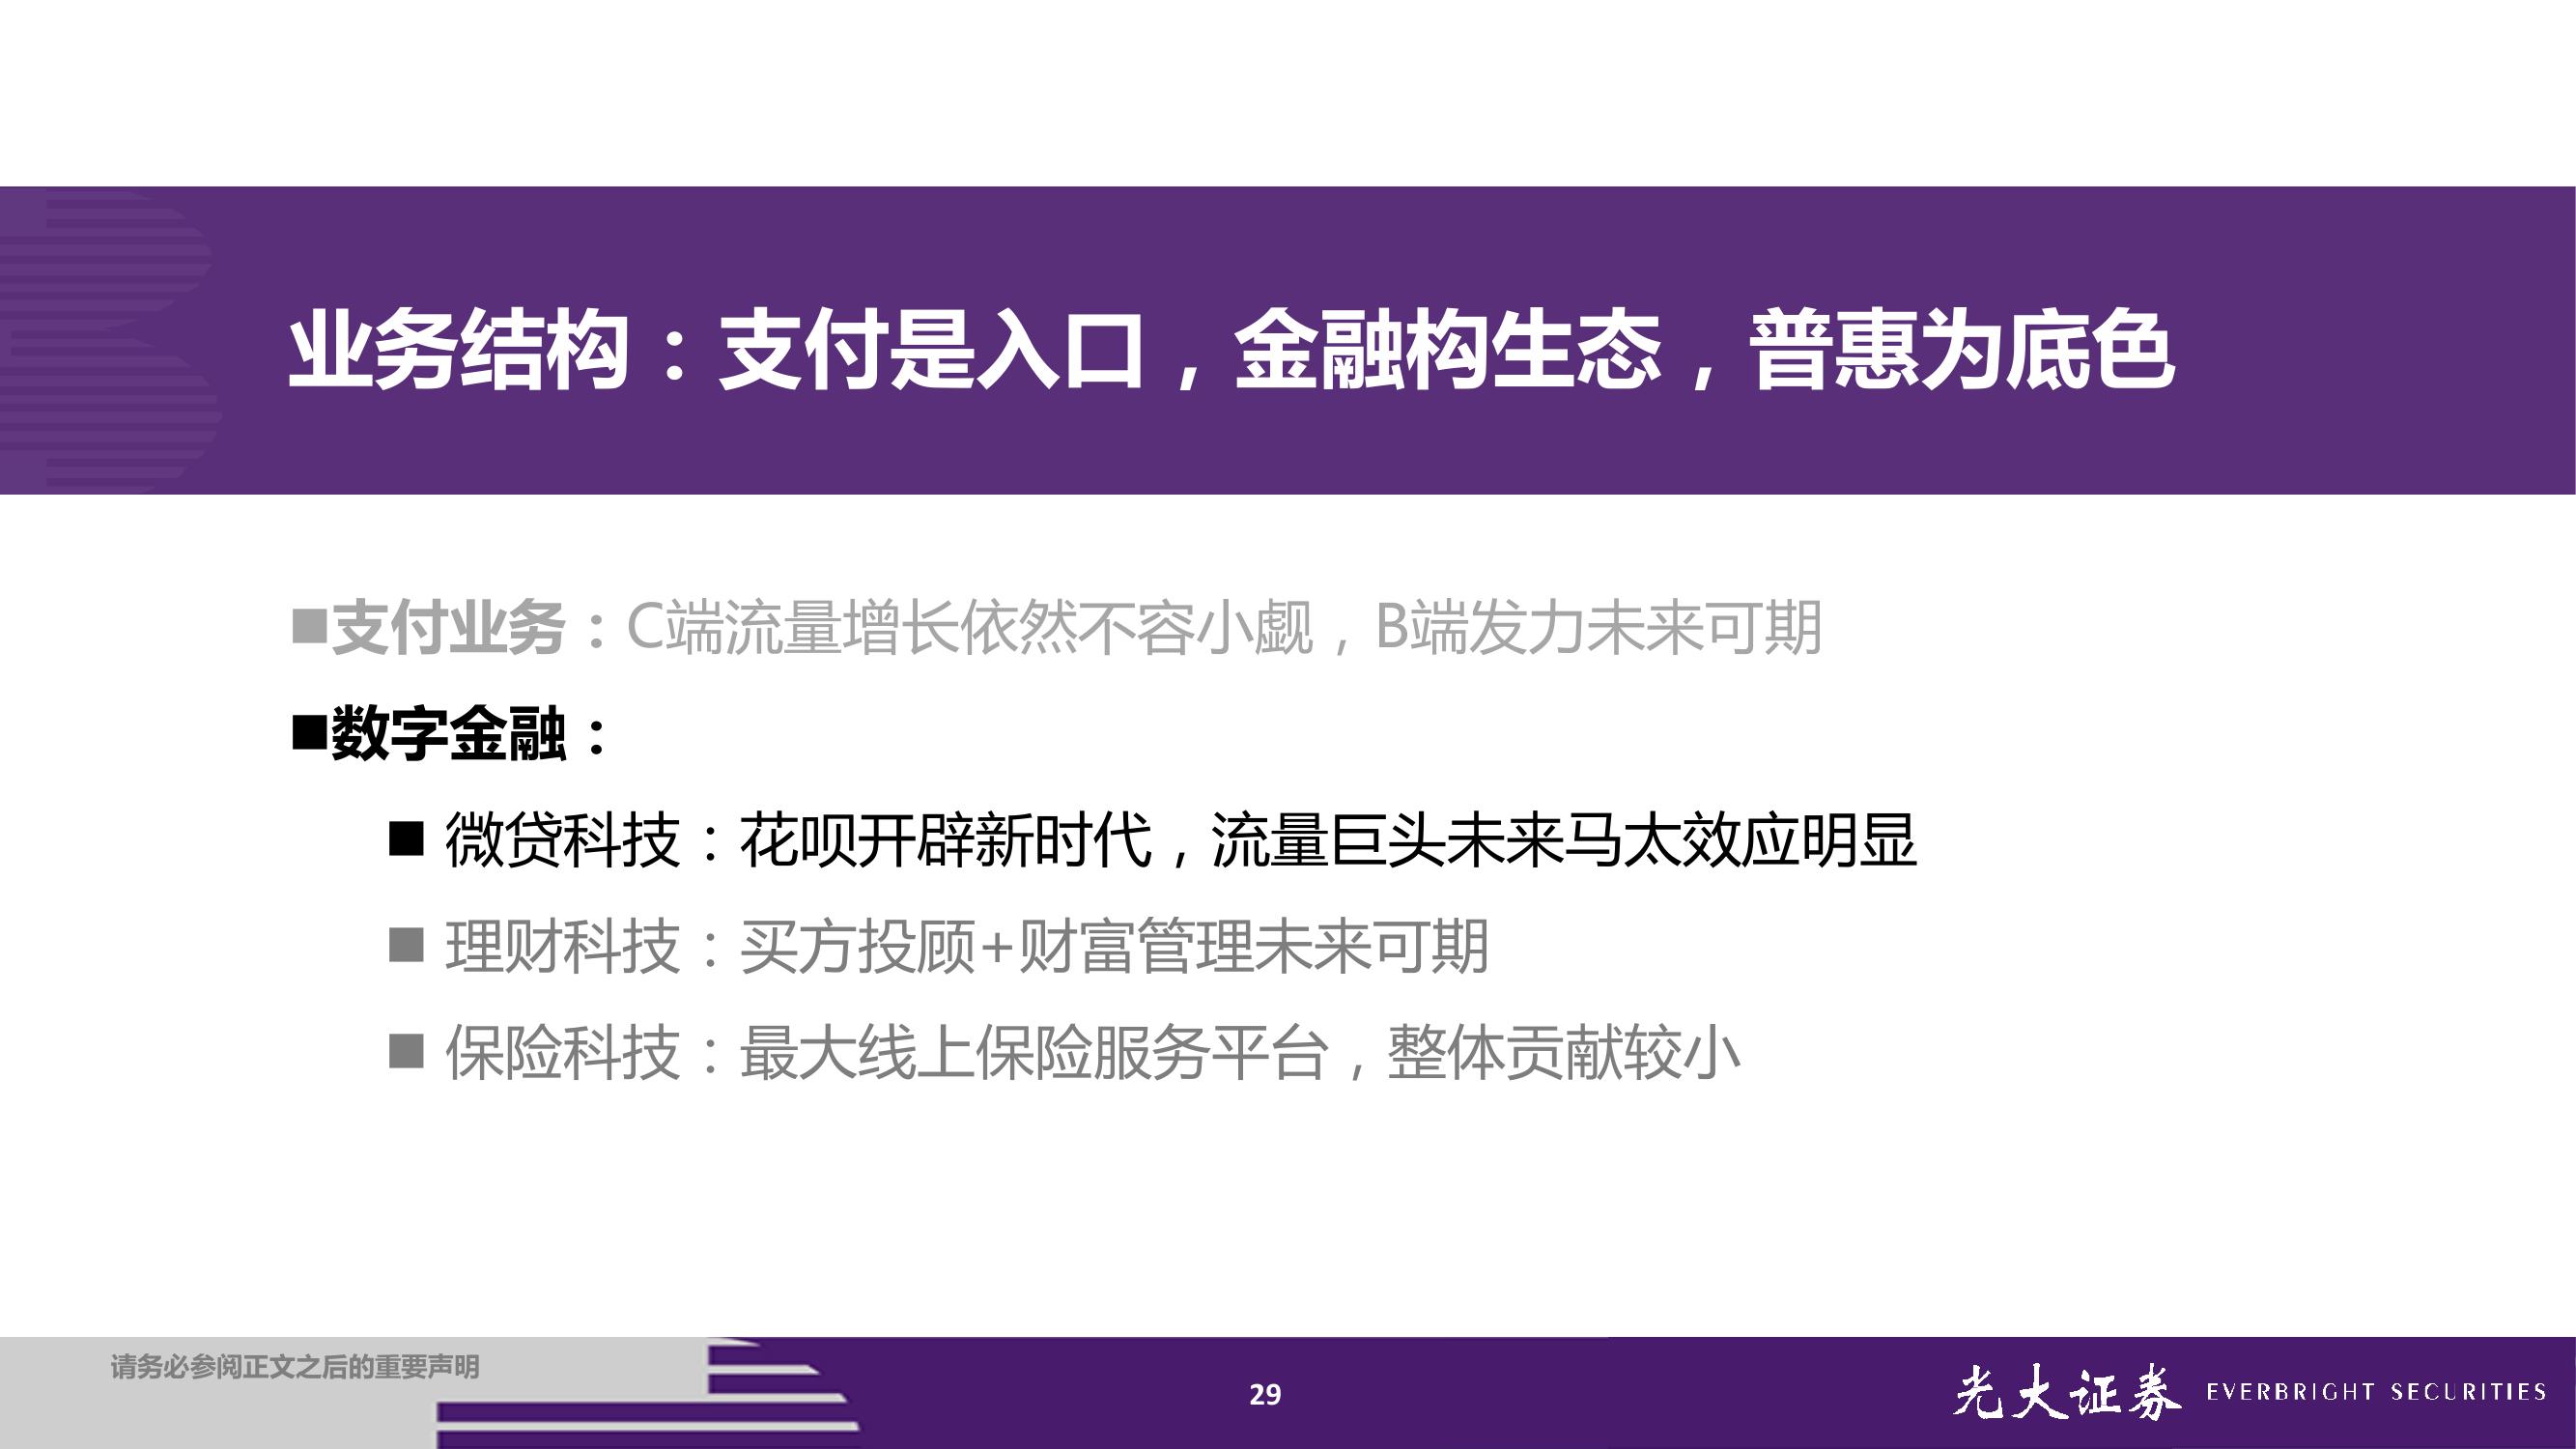 业务结构：支付是入口，金融构生态，普惠为底色
■支付业务：C端流量增长依然不容小觑，B端发力未来可期
■数字金融：
■ 微贷科技：花呗开辟新时代，流量巨头未来马太效应明显
■ 理财科技：买方投顾+财富管理未来可期
■ 保险科技：最大线上保险服务平台，整体贡献较小
请务必参阅正文之后的重要声明
29
光大证券 EVERBRIGHT SECURITIES